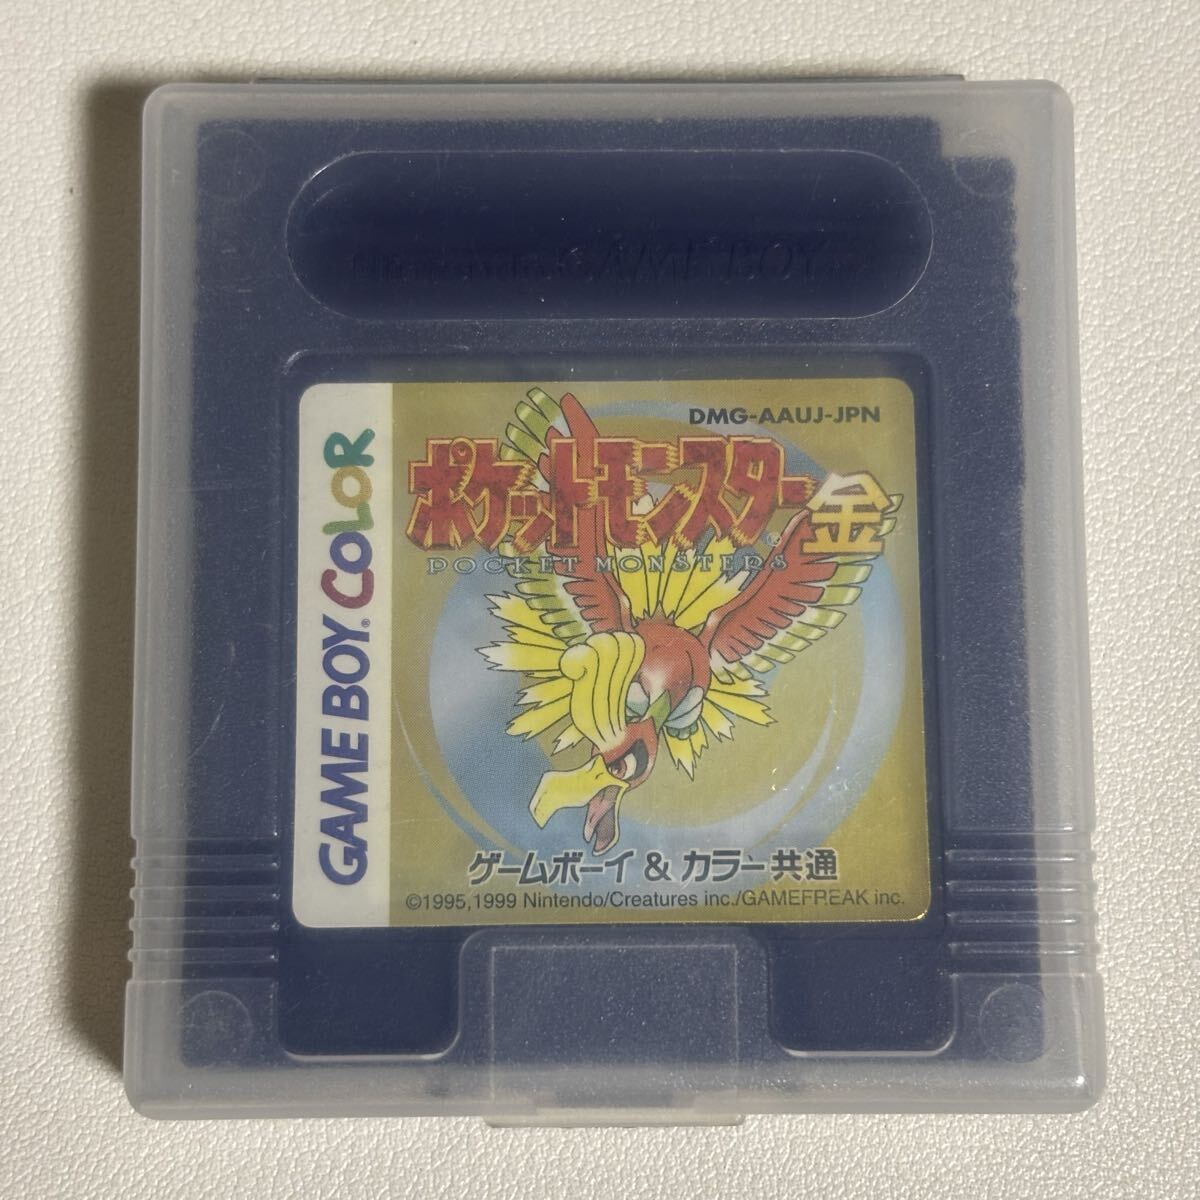 Nintendo GAME BOY
DMG-AAUJ-JPN
ポケットモンスター金
POCKET MONSTERS
GAME BOY® COLOR
ゲームボーイ & カラー共通
©1995,1999 Nintendo/Creatures inc./GAMEFREAK inc.